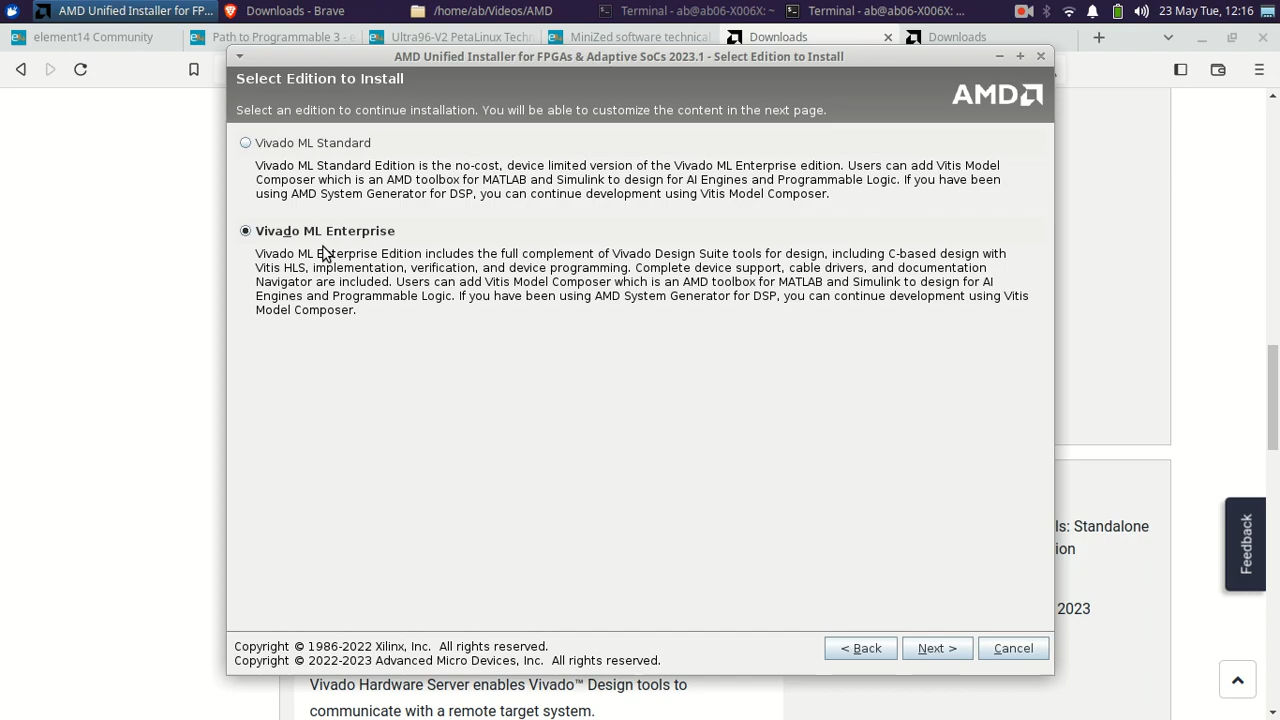 AMD Unified Installer for FP...
Downloads - Brave
/home/ab/Videos/AMD
Terminal - ab@ab06-X006X: ~
Terminal - ab@ab06-X006X: ...
23 May Tue, 12:16
element14 Community
Path to Programmable 3 - e
Ultra96-V2 PetaLinux Techn
MiniZed software technical
Downloads
Downloads
AMD Unified Installer for FPGAs & Adaptive SoCs 2023.1 - Select Edition to Install
Select Edition to Install
Select an edition to continue installation. You will be able to customize the content in the next page.
AMD
Vivado ML Standard
Vivado ML Standard Edition is the no-cost, device limited version of the Vivado ML Enterprise edition. Users can add Vitis Model
Composer which is an AMD toolbox for MATLAB and Simulink to design for AI Engines and Programmable Logic. If you have been
using AMD System Generator for DSP, you can continue development using Vitis Model Composer.
Vivado ML Enterprise
Vivado ML Enterprise Edition includes the full complement of Vivado Design Suite tools for design, including C-based design with
Vitis HLS, implementation, verification, and device programming. Complete device support, cable drivers, and documentation
Navigator are included. Users can add Vitis Model Composer which is an AMD toolbox for MATLAB and Simulink to design for AI
Engines and Programmable Logic. If you have been using AMD System Generator for DSP, you can continue development using Vitis
Model Composer.
ls: Standalone
ion
2023
Feedback
Copyright © 1986-2022 Xilinx, Inc. All rights reserved.
Copyright © 2022-2023 Advanced Micro Devices, Inc. All rights reserved.
< Back
Next >
Cancel
Vivado Hardware Server enables Vivado™ Design tools to
communicate with a remote target system.